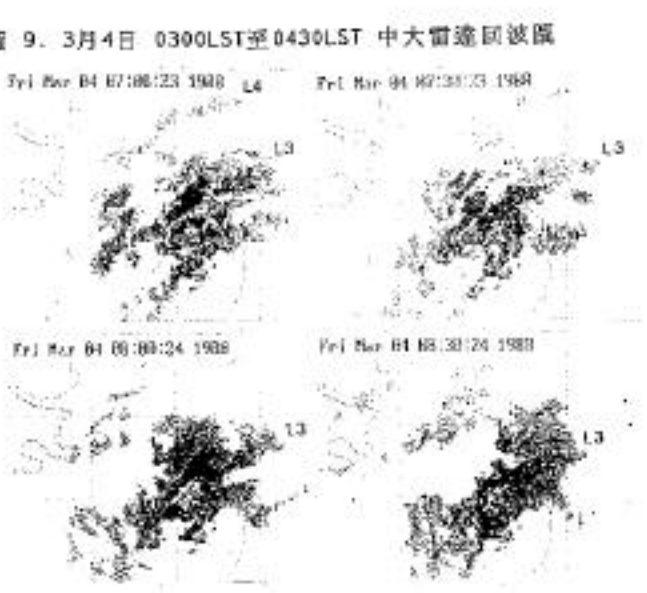 9. 3月4日 0300LST至0430LST 中大雷達回波圖
Fri Mar 04 07:00:23 1988 L4
L3
Fri Mar 04 07:30:23 1988
L3
Fri Mar 04 08:00:24 1988
L3
Fri Mar 04 08:30:24 1988
L3